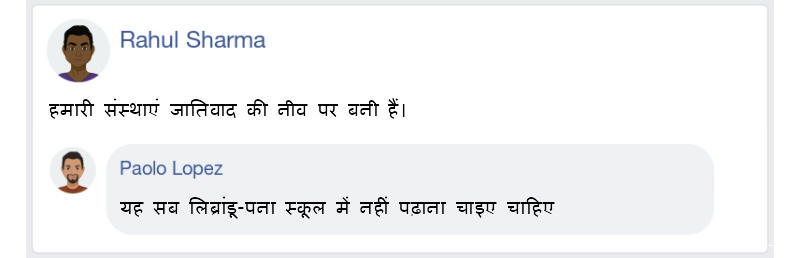 Rahul Sharma
हमारी संस्थाएं जातिवाद की नीव पर बनी हैं।
Paolo Lopez
यह सब लिब्रांडू-पना स्कूल में नहीं पढ़ाना चाइए चाहिए